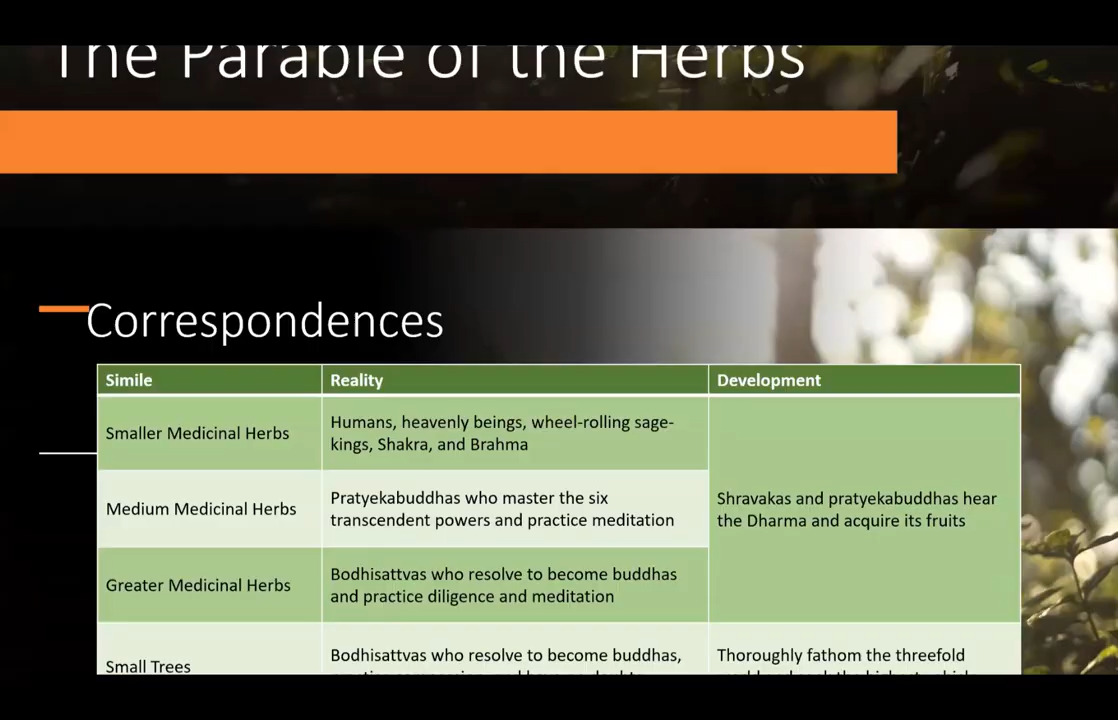 The Parable of the Herbs
Correspondences
Simile
Reality
Development
Smaller Medicinal Herbs
Humans, heavenly beings, wheel-rolling sage-
kings, Shakra, and Brahma
Medium Medicinal Herbs
Pratyekabuddhas who master the six
transcendent powers and practice meditation
Shravakas and pratyekabuddhas hear
the Dharma and acquire its fruits
Greater Medicinal Herbs
Bodhisattvas who resolve to become buddhas
and practice diligence and meditation
Small Trees
Bodhisattvas who resolve to become buddhas,
Thoroughly fathom the threefold